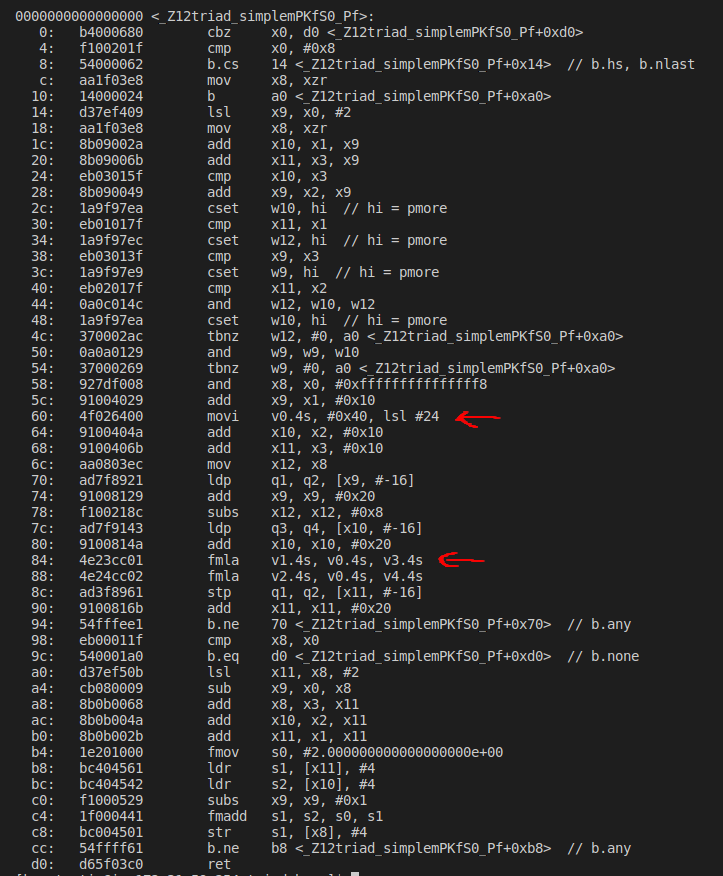 0000000000000000 <_Z12triad_simplemPKfS0_Pf>:
0: b4000680 cbz x0, d0 <_Z12triad_simplemPKfS0_Pf+0xd0>
4: f100201f cmp x0, #0x8
8: 54000062 b.cs 14 <_Z12triad_simplemPKfS0_Pf+0x14> // b.hs, b.nlast
c: aa1f03e8 mov x8, xzr
10: 14000024 b a0 <_Z12triad_simplemPKfS0_Pf+0xa0>
14: d37ef409 lsl x9, x0, #2
18: aa1f03e8 mov x8, xzr
1c: 8b09002a add x10, x1, x9
20: 8b09006b add x11, x3, x9
24: eb03015f cmp x10, x3
28: 8b090049 add x9, x2, x9
2c: 1a9f97ea cset w10, hi // hi = pmore
30: eb01017f cmp x11, x1
34: 1a9f97ec cset w12, hi // hi = pmore
38: eb03013f cmp x9, x3
3c: 1a9f97e9 cset w9, hi // hi = pmore
40: eb02017f cmp x11, x2
44: 0a0c014c and w12, w10, w12
48: 1a9f97ea cset w10, hi // hi = pmore
4c: 370002ac tbnz w12, #0, a0 <_Z12triad_simplemPKfS0_Pf+0xa0>
50: 0a0a0129 and w9, w9, w10
54: 37000269 tbnz w9, #0, a0 <_Z12triad_simplemPKfS0_Pf+0xa0>
58: 927df008 and x8, x0, #0xfffffffffffffff8
5c: 91004029 add x9, x1, #0x10
60: 4f026400 movi v0.4s, #0x40, lsl #24
64: 9100404a add x10, x2, #0x10
68: 9100406b add x11, x3, #0x10
6c: aa0803ec mov x12, x8
70: ad7f8921 ldp q1, q2, [x9, #-16]
74: 91008129 add x9, x9, #0x20
78: f100218c subs x12, x12, #0x8
7c: ad7f9143 ldp q3, q4, [x10, #-16]
80: 9100814a add x10, x10, #0x20
84: 4e23cc01 fmla v1.4s, v0.4s, v3.4s
88: 4e24cc02 fmla v2.4s, v0.4s, v4.4s
8c: ad3f8961 stp q1, q2, [x11, #-16]
90: 9100816b add x11, x11, #0x20
94: 54fffee1 b.ne 70 <_Z12triad_simplemPKfS0_Pf+0x70> // b.any
98: eb00011f cmp x8, x0
9c: 540001a0 b.eq d0 <_Z12triad_simplemPKfS0_Pf+0xd0> // b.none
a0: d37ef50b lsl x11, x8, #2
a4: cb080009 sub x9, x0, x8
a8: 8b0b0068 add x8, x3, x11
ac: 8b0b004a add x10, x2, x11
b0: 8b0b002b add x11, x1, x11
b4: 1e201000 fmov s0, #2.000000000000000000e+00
b8: bc404561 ldr s1, [x11], #4
bc: bc404542 ldr s2, [x10], #4
c0: f1000529 subs x9, x9, #0x1
c4: 1f000441 fmadd s1, s2, s0, s1
c8: bc004501 str s1, [x8], #4
cc: 54ffff61 b.ne b8 <_Z12triad_simplemPKfS0_Pf+0xb8> // b.any
d0: d65f03c0 ret